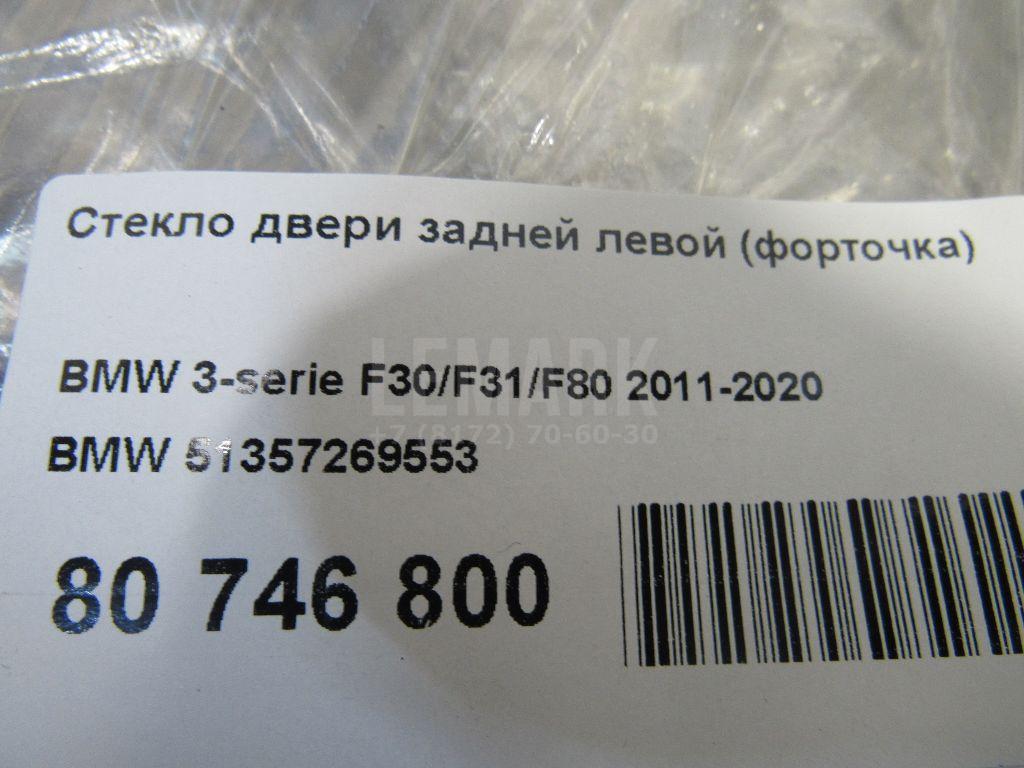 Стекло двери задней левой (форточка)
BMW 3-serie F30/F31/F80 2011-2020
LEMARK
+7 (8172) 70-60-30
BMW 51357269553
80 746 800